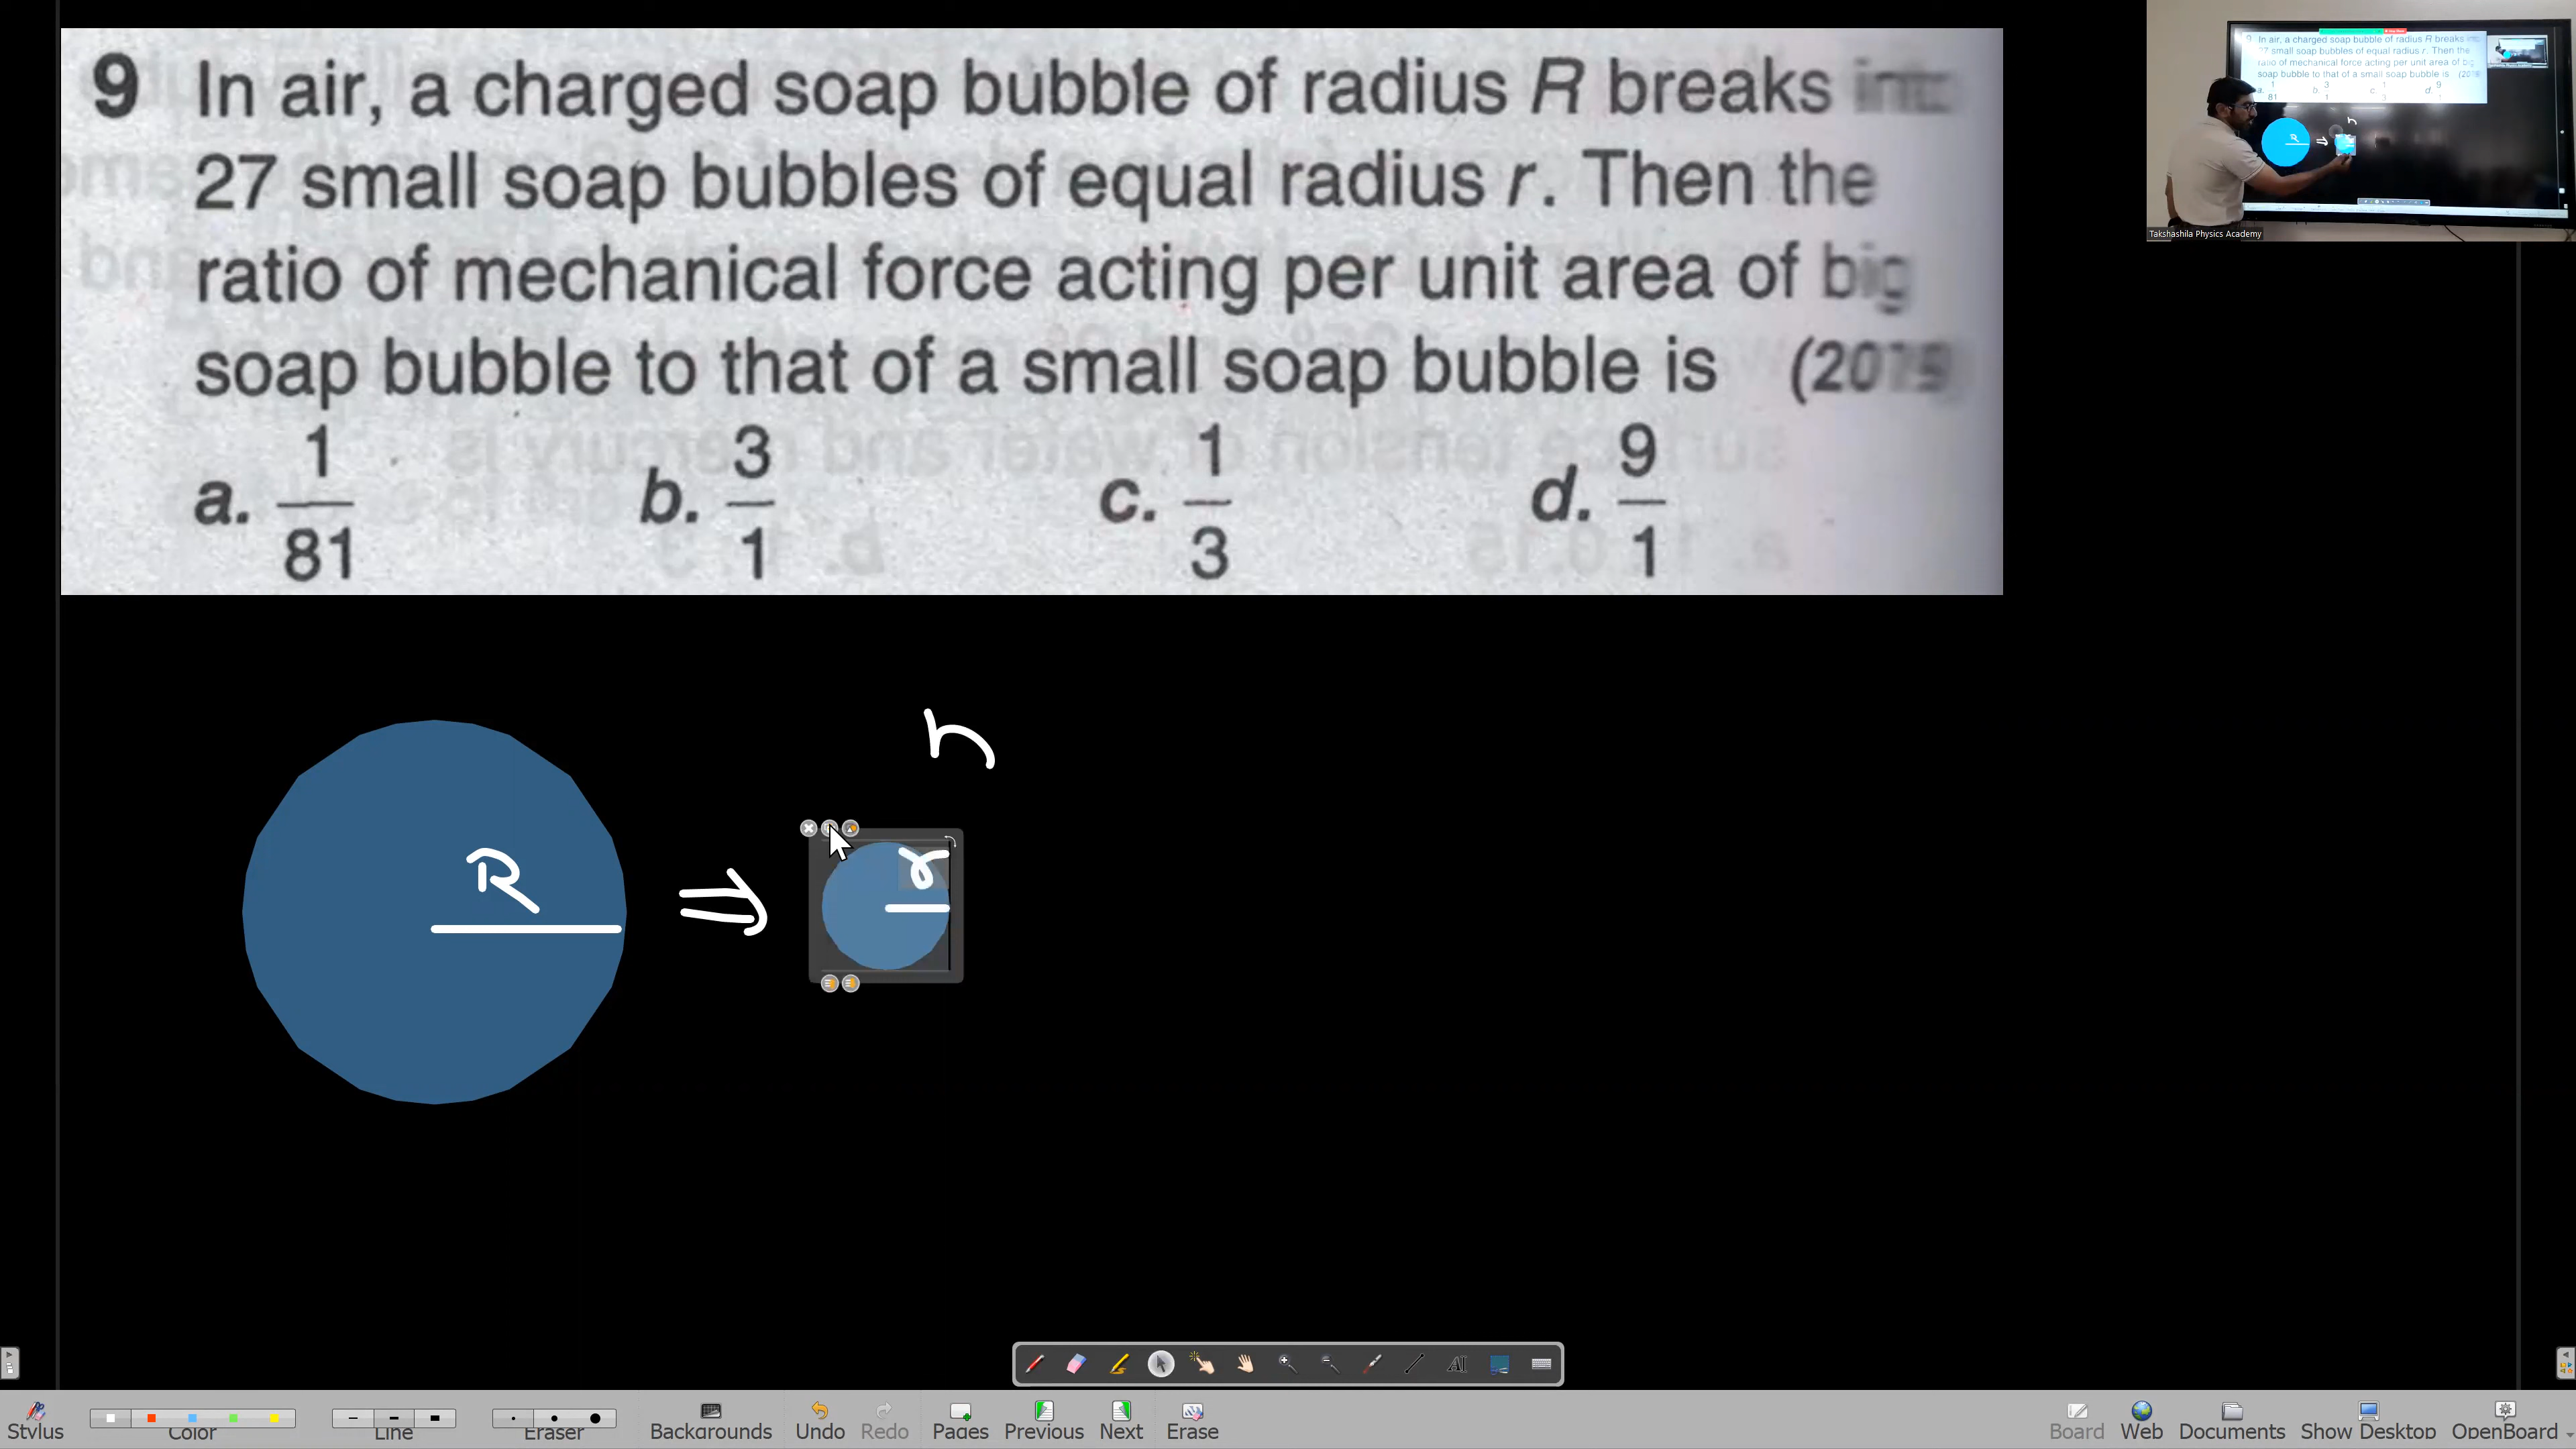 9 In air, a charged soap bubble of radius R breaks into
27 small soap bubbles of equal radius r. Then the
ratio of mechanical force acting per unit area of big
soap bubble to that of a small soap bubble is (2015)
a. 1/81 b. 3/1 c. 1/3 d. 9/1
n
R
⇒
r
Takshashila Physics Academy
Stylus
Color
Line
Eraser
Backgrounds
Undo
Redo
Pages
Previous
Next
Erase
Board
Web
Documents
Show Desktop
OpenBoard